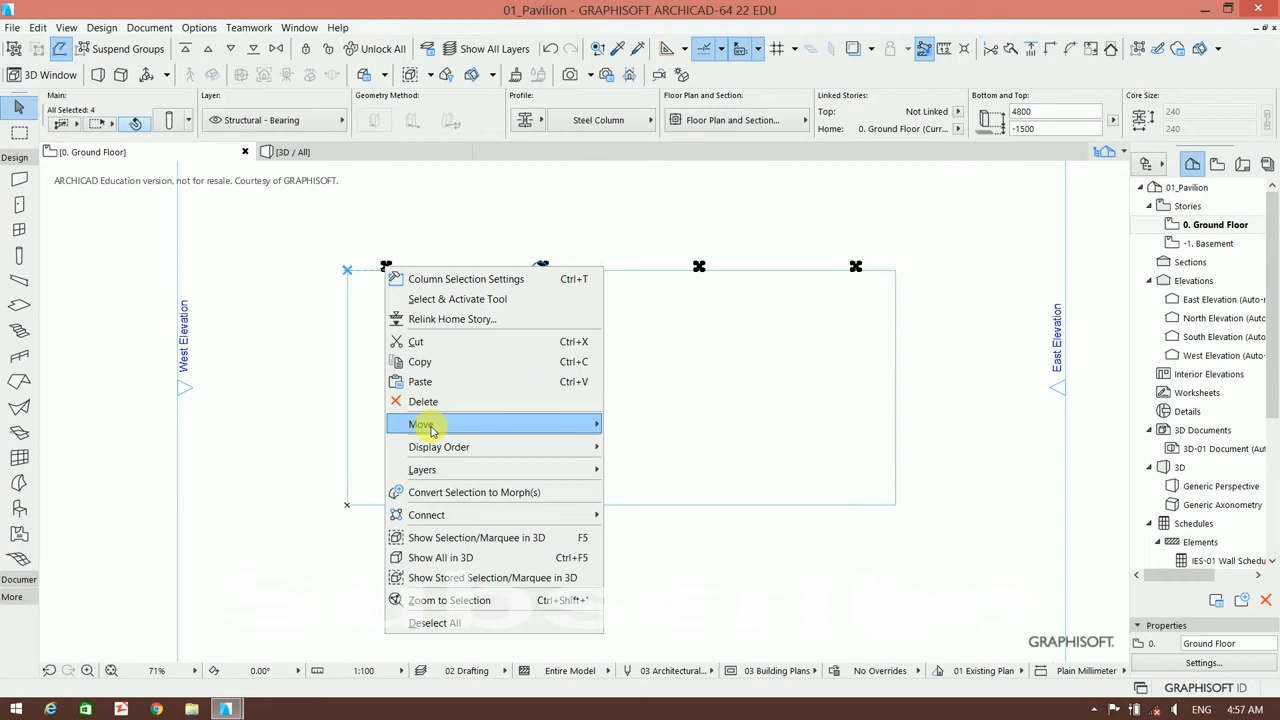 01_Pavilion - GRAPHISOFT ARCHICAD-64 22 EDU
File Edit View Design Document Options Teamwork Window Help
Suspend Groups
Unlock All
Show All Layers
3D Window
Main:
All Selected: 4
Layer:
Structural - Bearing
Geometry Method:
Profile:
Steel Column
Floor Plan and Section:
Floor Plan and Section...
Linked Stories:
Top: Not Linked
Home: 0. Ground Floor (Curr...
Bottom and Top:
4800
-1500
Core Size:
240
240
Design
[0. Ground Floor]
[3D / All]
ARCHICAD Education version, not for resale. Courtesy of GRAPHISOFT.
West Elevation
East Elevation
Column Selection Settings Ctrl+T
Select & Activate Tool
Relink Home Story...
Cut Ctrl+X
Copy Ctrl+C
Paste Ctrl+V
Delete
Move
Display Order
Layers
Convert Selection to Morph(s)
Connect
Show Selection/Marquee in 3D F5
Show All in 3D Ctrl+F5
Show Stored Selection/Marquee in 3D
Zoom to Selection Ctrl+Shift+'
Deselect All
Subscribe
GRAPHISOFT.
01_Pavilion
Stories
0. Ground Floor
-1. Basement
Sections
Elevations
East Elevation (Auto-
North Elevation (Auto-
South Elevation (Auto-
West Elevation (Auto-
Interior Elevations
Worksheets
Details
3D Documents
3D-01 Document (Aut
3D
Generic Perspective
Generic Axonometry
Schedules
Elements
IES-01 Wall Schedu
Properties
0. Ground Floor
Settings...
Document
More
71% 0.00° 1:100 02 Drafting Entire Model 03 Architectural... 03 Building Plans No Overrides 01 Existing Plan Plain Millimeter
GRAPHISOFT ID
ENG 4:57 AM